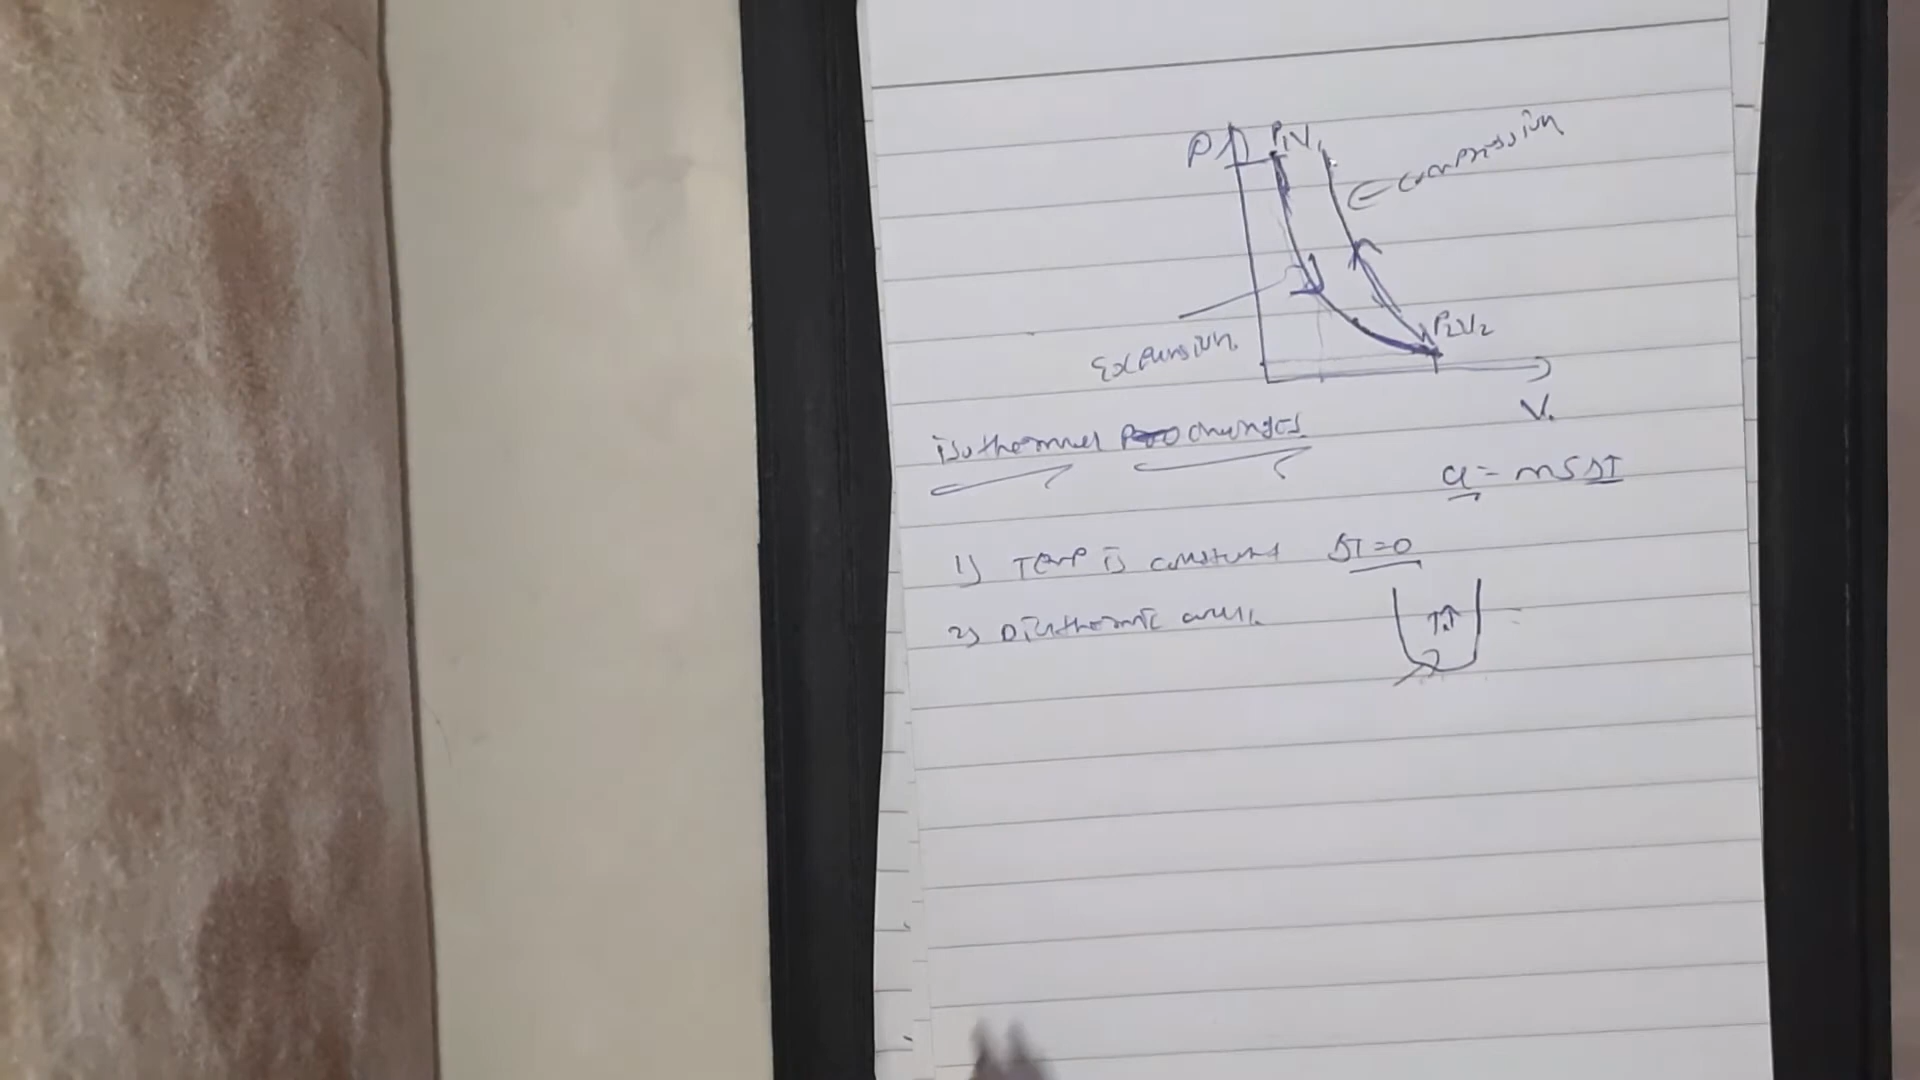 P P₁V₁
compression
P₂V₂
Expansion.
V.
isothermal changes
Q = mSΔT
1) Temp is constant ΔT=0
2) Diathermic wall.